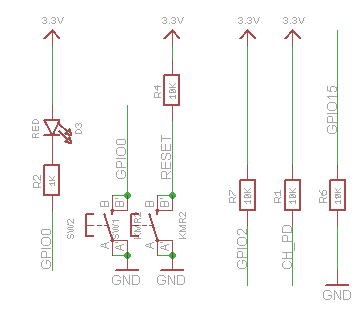 3.3V
3.3V
3.3V
3.3V
RED
D3
R2
1K
GPIO0
GPIO0
R4
10K
RESET
SW2
B
B'
A
A'
SW1
KMR2
B
B'
A
A'
KMR2
GND
GND
R7
10K
GPIO2
R1
10K
CH_PD
GPIO15
R6
10K
GND